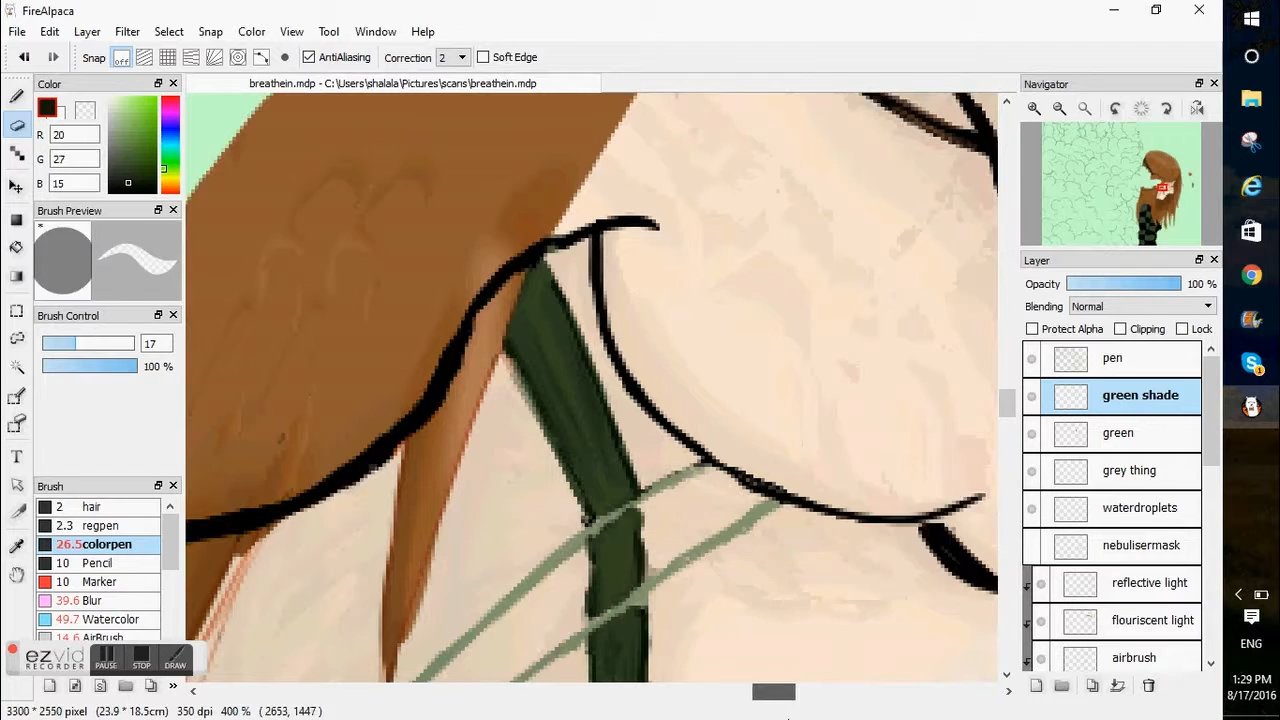 FireAlpaca
File Edit Layer Filter Select Snap Color View Tool Window Help
Snap off AntiAliasing Correction 2 Soft Edge
Color
breathein.mdp - C:\Users\shalala\Pictures\scans\breathein.mdp
Navigator
R 20
G 27
B 15
Brush Preview
Layer
Opacity 100 %
Blending Normal
Protect Alpha Clipping Lock
Brush Control
17
100 %
pen
green shade
green
grey thing
waterdroplets
nebulisermask
reflective light
flouriscent light
airbrush
Brush
2 hair
2.3 regpen
26.5 colorpen
10 Pencil
10 Marker
39.6 Blur
49.7 Watercolor
14.6 AirBrush
ezvid
RECORDER
PAUSE STOP DRAW
3300 * 2550 pixel (23.9 * 18.5cm) 350 dpi 400 % ( 2653, 1447 )
ENG
1:29 PM
8/17/2016